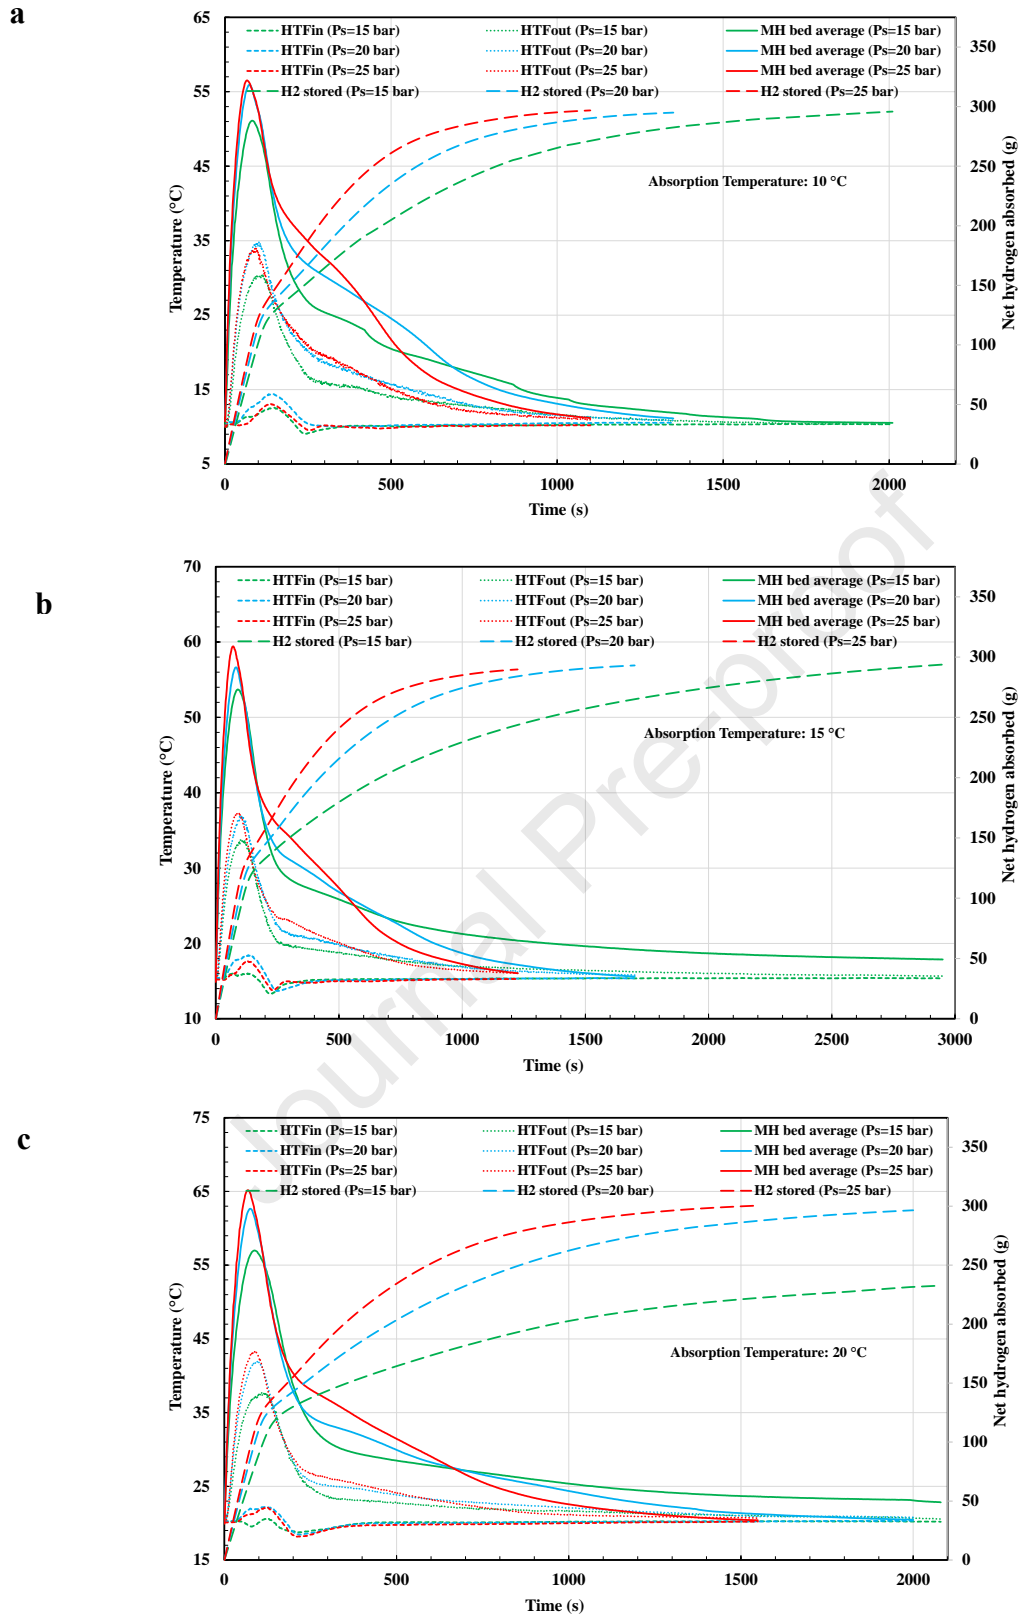 a
65
55
45
35
25
15
5
Temperature (°C)
HTFin (Ps=15 bar)
HTFout (Ps=15 bar)
MH bed average (Ps=15 bar)
HTFin (Ps=20 bar)
HTFout (Ps=20 bar)
MH bed average (Ps=20 bar)
HTFin (Ps=25 bar)
HTFout (Ps=25 bar)
MH bed average (Ps=25 bar)
H2 stored (Ps=15 bar)
H2 stored (Ps=20 bar)
H2 stored (Ps=25 bar)
Absorption Temperature: 10 °C
350
300
250
200
150
100
50
0
Net hydrogen absorbed (g)
0 500 1000 1500 2000
Time (s)
b
70
60
50
40
30
20
10
Temperature (°C)
HTFin (Ps=15 bar)
HTFout (Ps=15 bar)
MH bed average (Ps=15 bar)
HTFin (Ps=20 bar)
HTFout (Ps=20 bar)
MH bed average (Ps=20 bar)
HTFin (Ps=25 bar)
HTFout (Ps=25 bar)
MH bed average (Ps=25 bar)
H2 stored (Ps=15 bar)
H2 stored (Ps=20 bar)
H2 stored (Ps=25 bar)
Absorption Temperature: 15 °C
350
300
250
200
150
100
50
0
Net hydrogen absorbed (g)
0 500 1000 1500 2000 2500 3000
Time (s)
c
75
65
55
45
35
25
15
Temperature (°C)
HTFin (Ps=15 bar)
HTFout (Ps=15 bar)
MH bed average (Ps=15 bar)
HTFin (Ps=20 bar)
HTFout (Ps=20 bar)
MH bed average (Ps=20 bar)
HTFin (Ps=25 bar)
HTFout (Ps=25 bar)
MH bed average (Ps=25 bar)
H2 stored (Ps=15 bar)
H2 stored (Ps=20 bar)
H2 stored (Ps=25 bar)
Absorption Temperature: 20 °C
350
300
250
200
150
100
50
0
Net hydrogen absorbed (g)
0 500 1000 1500 2000
Time (s)
Journal Pre-proof